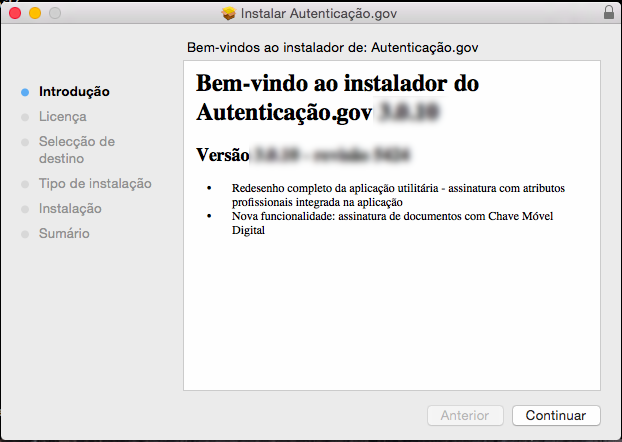 Instalar Autenticação.gov
Bem-vindos ao instalador de: Autenticação.gov
Introdução
Licença
Selecção de
destino
Tipo de instalação
Instalação
Sumário
Bem-vindo ao instalador do
Autenticação.gov
Versão
• Redesenho completo da aplicação utilitária - assinatura com atributos
profissionais integrada na aplicação
• Nova funcionalidade: assinatura de documentos com Chave Móvel
Digital
Anterior
Continuar